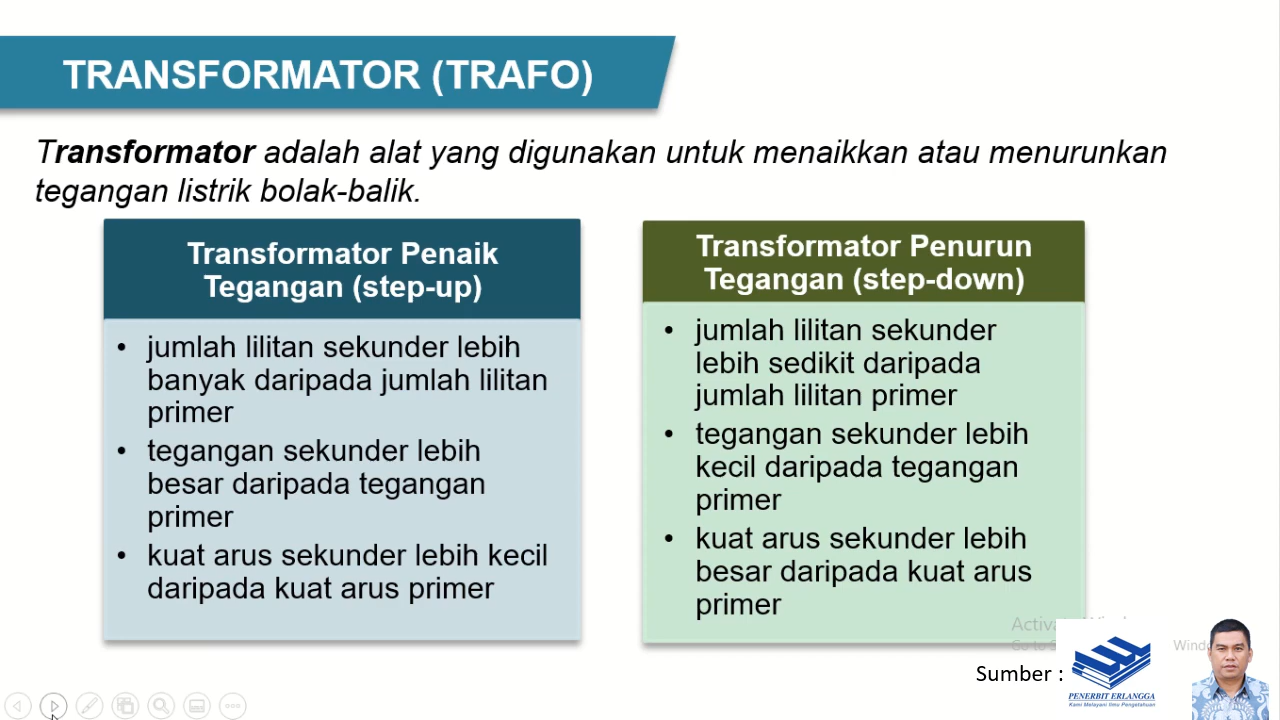 TRANSFORMATOR (TRAFO)
Transformator adalah alat yang digunakan untuk menaikkan atau menurunkan
tegangan listrik bolak-balik.
Transformator Penaik
Tegangan (step-up)
• jumlah lilitan sekunder lebih
banyak daripada jumlah lilitan
primer
• tegangan sekunder lebih
besar daripada tegangan
primer
• kuat arus sekunder lebih kecil
daripada kuat arus primer
Transformator Penurun
Tegangan (step-down)
• jumlah lilitan sekunder
lebih sedikit daripada
jumlah lilitan primer
• tegangan sekunder lebih
kecil daripada tegangan
primer
• kuat arus sekunder lebih
besar daripada kuat arus
primer
Sumber :
PENERBIT ERLANGGA
Kami Melayani Ilmu Pengetahuan